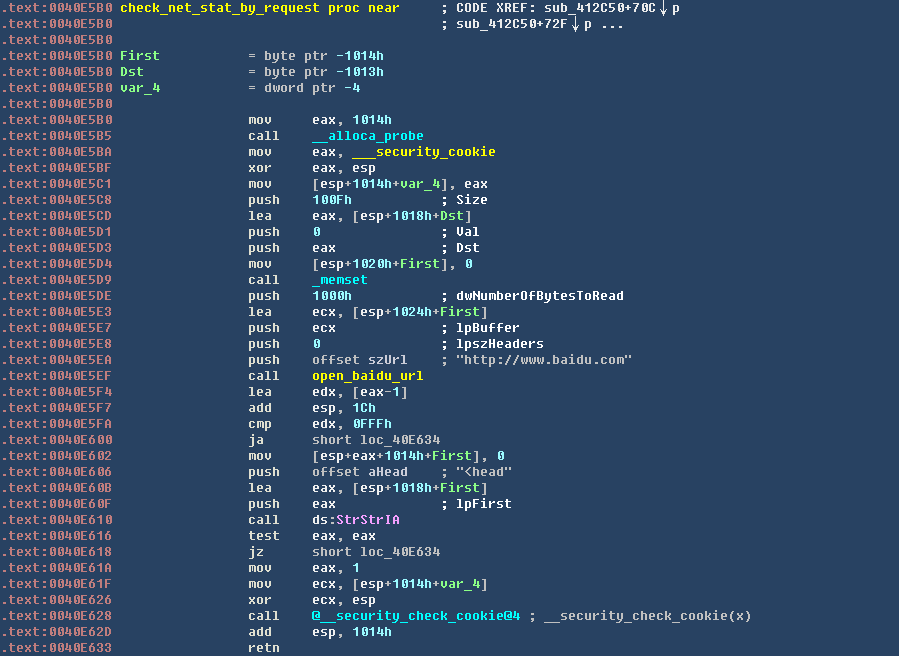 .text:0040E5B0 check_net_stat_by_request proc near ; CODE XREF: sub_412C50+70C↓p
.text:0040E5B0 ; sub_412C50+72F↓p ...
.text:0040E5B0
.text:0040E5B0 First = byte ptr -1014h
.text:0040E5B0 Dst = byte ptr -1013h
.text:0040E5B0 var_4 = dword ptr -4
.text:0040E5B0
.text:0040E5B0 mov eax, 1014h
.text:0040E5B5 call __alloca_probe
.text:0040E5BA mov eax, ___security_cookie
.text:0040E5BF xor eax, esp
.text:0040E5C1 mov [esp+1014h+var_4], eax
.text:0040E5C8 push 100Fh ; Size
.text:0040E5CD lea eax, [esp+1018h+Dst]
.text:0040E5D1 push 0 ; Val
.text:0040E5D3 push eax ; Dst
.text:0040E5D4 mov [esp+1020h+First], 0
.text:0040E5D9 call _memset
.text:0040E5DE push 1000h ; dwNumberOfBytesToRead
.text:0040E5E3 lea ecx, [esp+1024h+First]
.text:0040E5E7 push ecx ; lpBuffer
.text:0040E5E8 push 0 ; lpszHeaders
.text:0040E5EA push offset szUrl ; "http://www.baidu.com"
.text:0040E5EF call open_baidu_url
.text:0040E5F4 lea edx, [eax-1]
.text:0040E5F7 add esp, 1Ch
.text:0040E5FA cmp edx, 0FFFh
.text:0040E600 ja short loc_40E634
.text:0040E602 mov [esp+eax+1014h+First], 0
.text:0040E606 push offset aHead ; "<head"
.text:0040E60B lea eax, [esp+1018h+First]
.text:0040E60F push eax ; lpFirst
.text:0040E610 call ds:StrStrIA
.text:0040E616 test eax, eax
.text:0040E618 jz short loc_40E634
.text:0040E61A mov eax, 1
.text:0040E61F mov ecx, [esp+1014h+var_4]
.text:0040E626 xor ecx, esp
.text:0040E628 call @__security_check_cookie@4 ; __security_check_cookie(x)
.text:0040E62D add esp, 1014h
.text:0040E633 retn